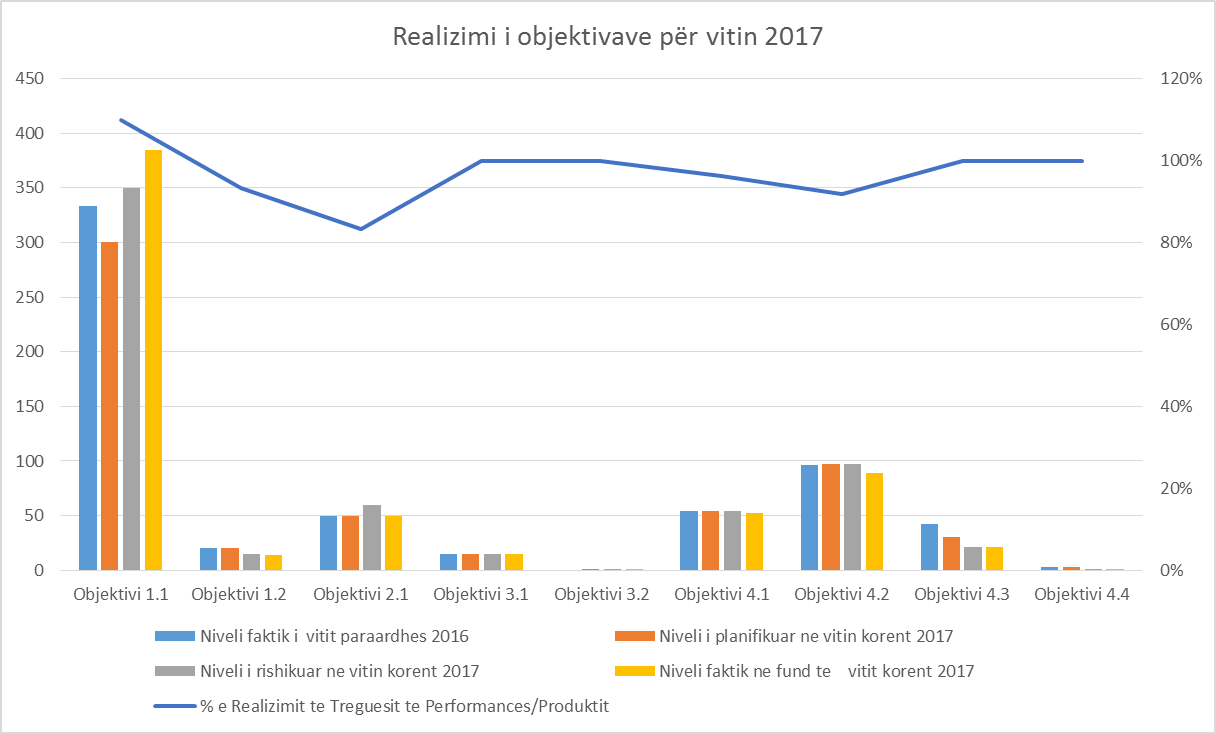 Realizimi i objektivave për vitin 2017
450 120%
400 100%
350
300 80%
250 60%
200
150 40%
100 20%
50
0 0%
Objektivi 1.1 Objektivi 1.2 Objektivi 2.1 Objektivi 3.1 Objektivi 3.2 Objektivi 4.1 Objektivi 4.2 Objektivi 4.3 Objektivi 4.4
Niveli faktik i vitit paraardhes 2016 Niveli i planifikuar ne vitin korent 2017
Niveli i rishikuar ne vitin korent 2017 Niveli faktik ne fund te vitit korent 2017
% e Realizimit te Treguesit te Performances/Produktit